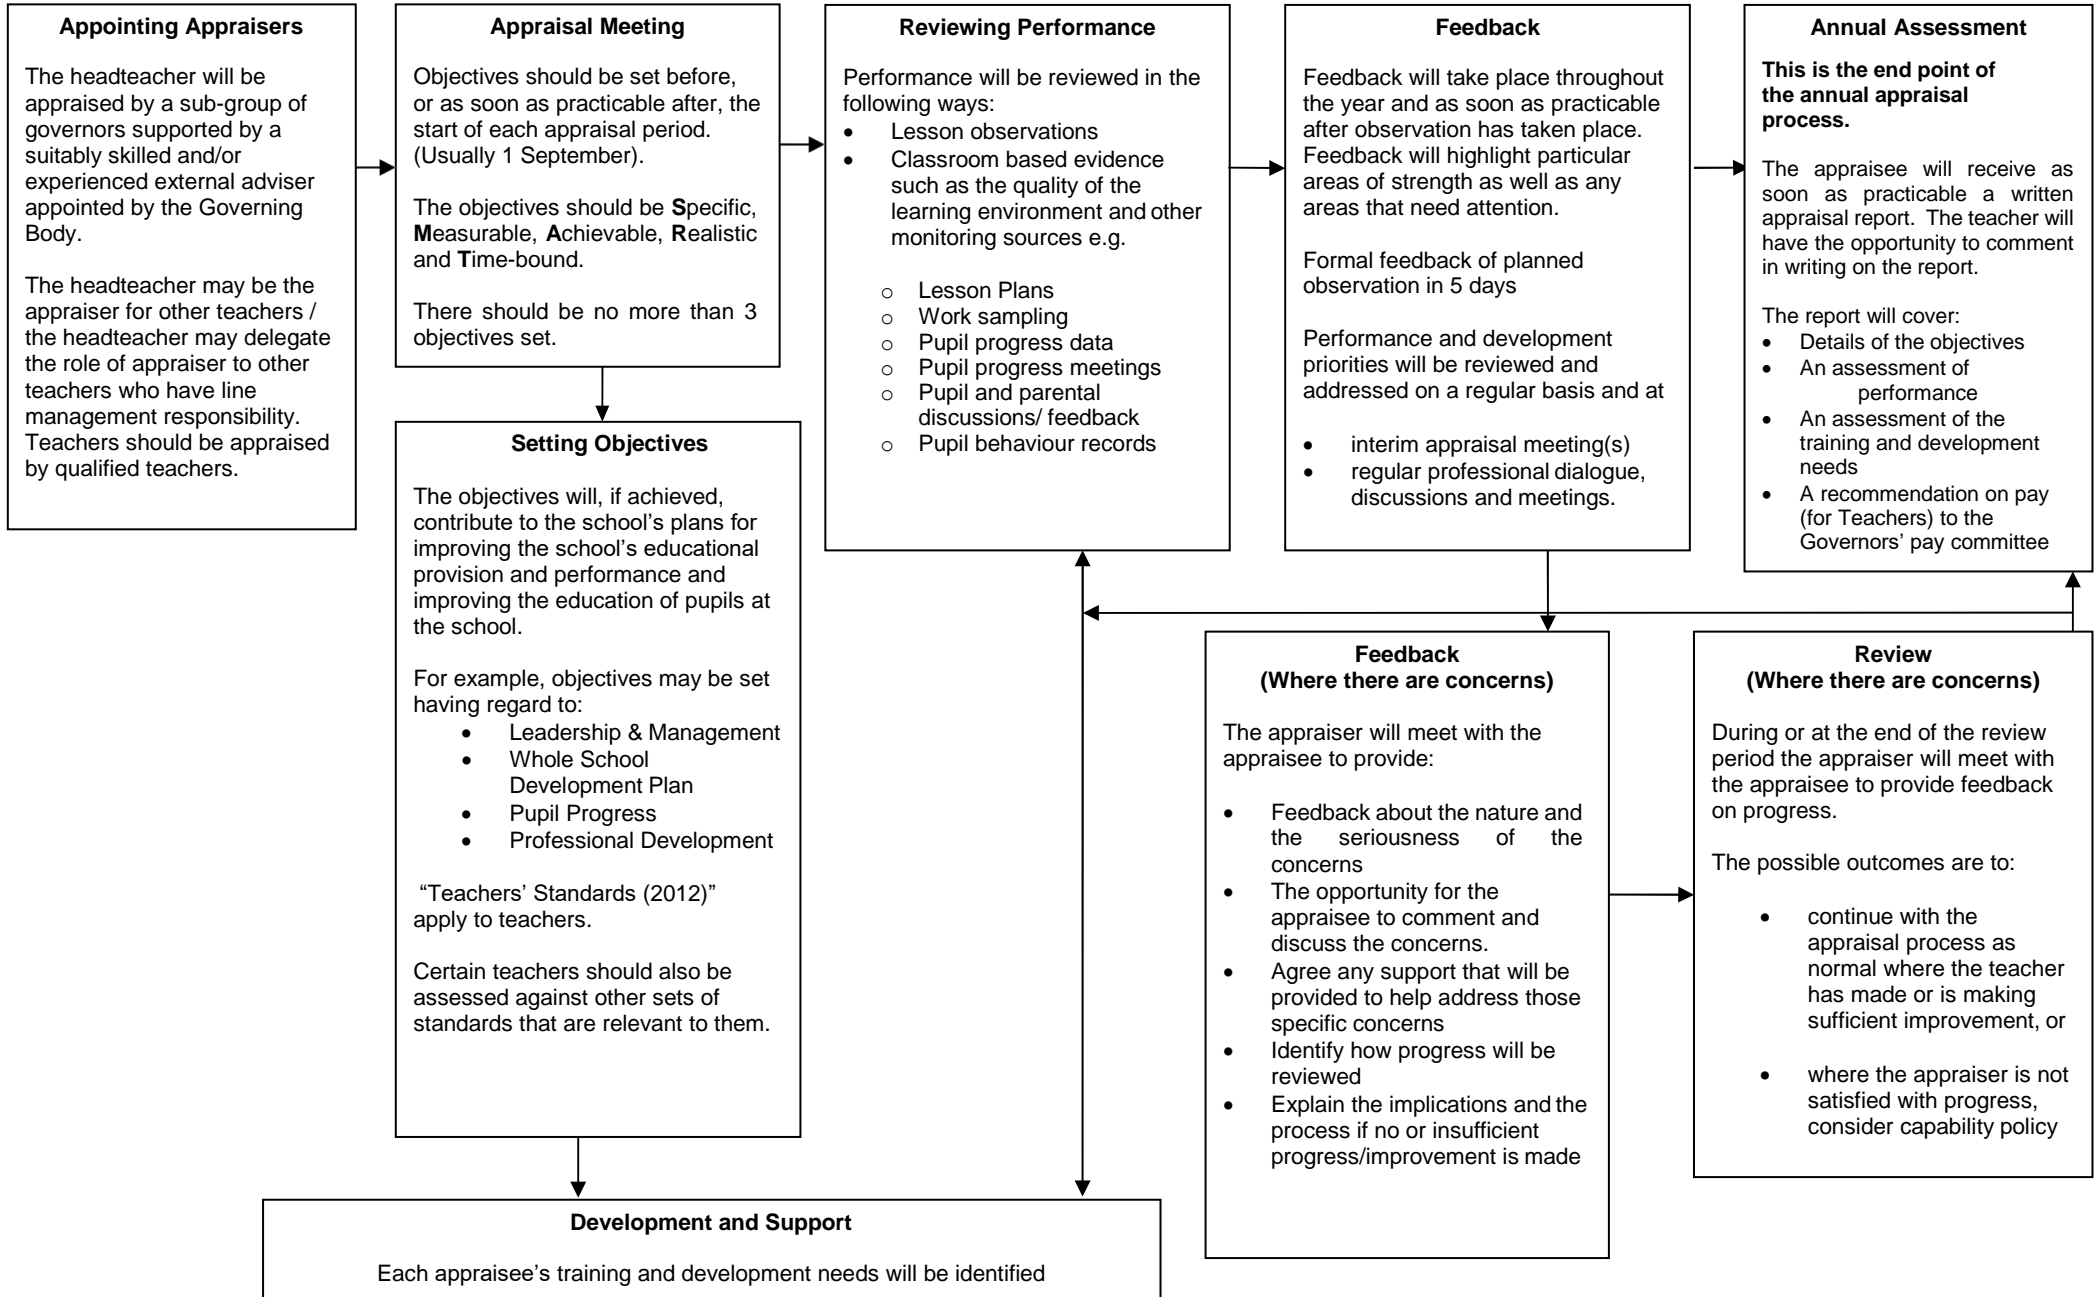 Appointing Appraisers
The headteacher will be
appraised by a sub-group of
governors supported by a
suitably skilled and/or
experienced external adviser
appointed by the Governing
Body.
The headteacher may be the
appraiser for other teachers /
the headteacher may delegate
the role of appraiser to other
teachers who have line
management responsibility.
Teachers should be appraised
by qualified teachers.
Appraisal Meeting
Objectives should be set before,
or as soon as practicable after, the
start of each appraisal period.
(Usually 1 September).
The objectives should be Specific,
Measurable, Achievable, Realistic
and Time-bound.
There should be no more than 3
objectives set.
Setting Objectives
The objectives will, if achieved,
contribute to the school’s plans for
improving the school’s educational
provision and performance and
improving the education of pupils at
the school.
For example, objectives may be set
having regard to:
• Leadership & Management
• Whole School
Development Plan
• Pupil Progress
• Professional Development
“Teachers’ Standards (2012)”
apply to teachers.
Certain teachers should also be
assessed against other sets of
standards that are relevant to them.
Reviewing Performance
Performance will be reviewed in the
following ways:
• Lesson observations
• Classroom based evidence
such as the quality of the
learning environment and other
monitoring sources e.g.
o Lesson Plans
o Work sampling
o Pupil progress data
o Pupil progress meetings
o Pupil and parental
discussions/ feedback
o Pupil behaviour records
Feedback
Feedback will take place throughout
the year and as soon as practicable
after observation has taken place.
Feedback will highlight particular
areas of strength as well as any
areas that need attention.
Formal feedback of planned
observation in 5 days
Performance and development
priorities will be reviewed and
addressed on a regular basis and at
• interim appraisal meeting(s)
• regular professional dialogue,
discussions and meetings.
Annual Assessment
This is the end point of
the annual appraisal
process.
The appraisee will receive as
soon as practicable a written
appraisal report. The teacher will
have the opportunity to comment
in writing on the report.
The report will cover:
• Details of the objectives
• An assessment of
performance
• An assessment of the
training and development
needs
• A recommendation on pay
(for Teachers) to the
Governors’ pay committee
Feedback
(Where there are concerns)
The appraiser will meet with the
appraisee to provide:
• Feedback about the nature and
the seriousness of the
concerns
• The opportunity for the
appraisee to comment and
discuss the concerns.
• Agree any support that will be
provided to help address those
specific concerns
• Identify how progress will be
reviewed
• Explain the implications and the
process if no or insufficient
progress/improvement is made
Review
(Where there are concerns)
During or at the end of the review
period the appraiser will meet with
the appraisee to provide feedback
on progress.
The possible outcomes are to:
• continue with the
appraisal process as
normal where the teacher
has made or is making
sufficient improvement, or
• where the appraiser is not
satisfied with progress,
consider capability policy
Development and Support
Each appraisee’s training and development needs will be identified